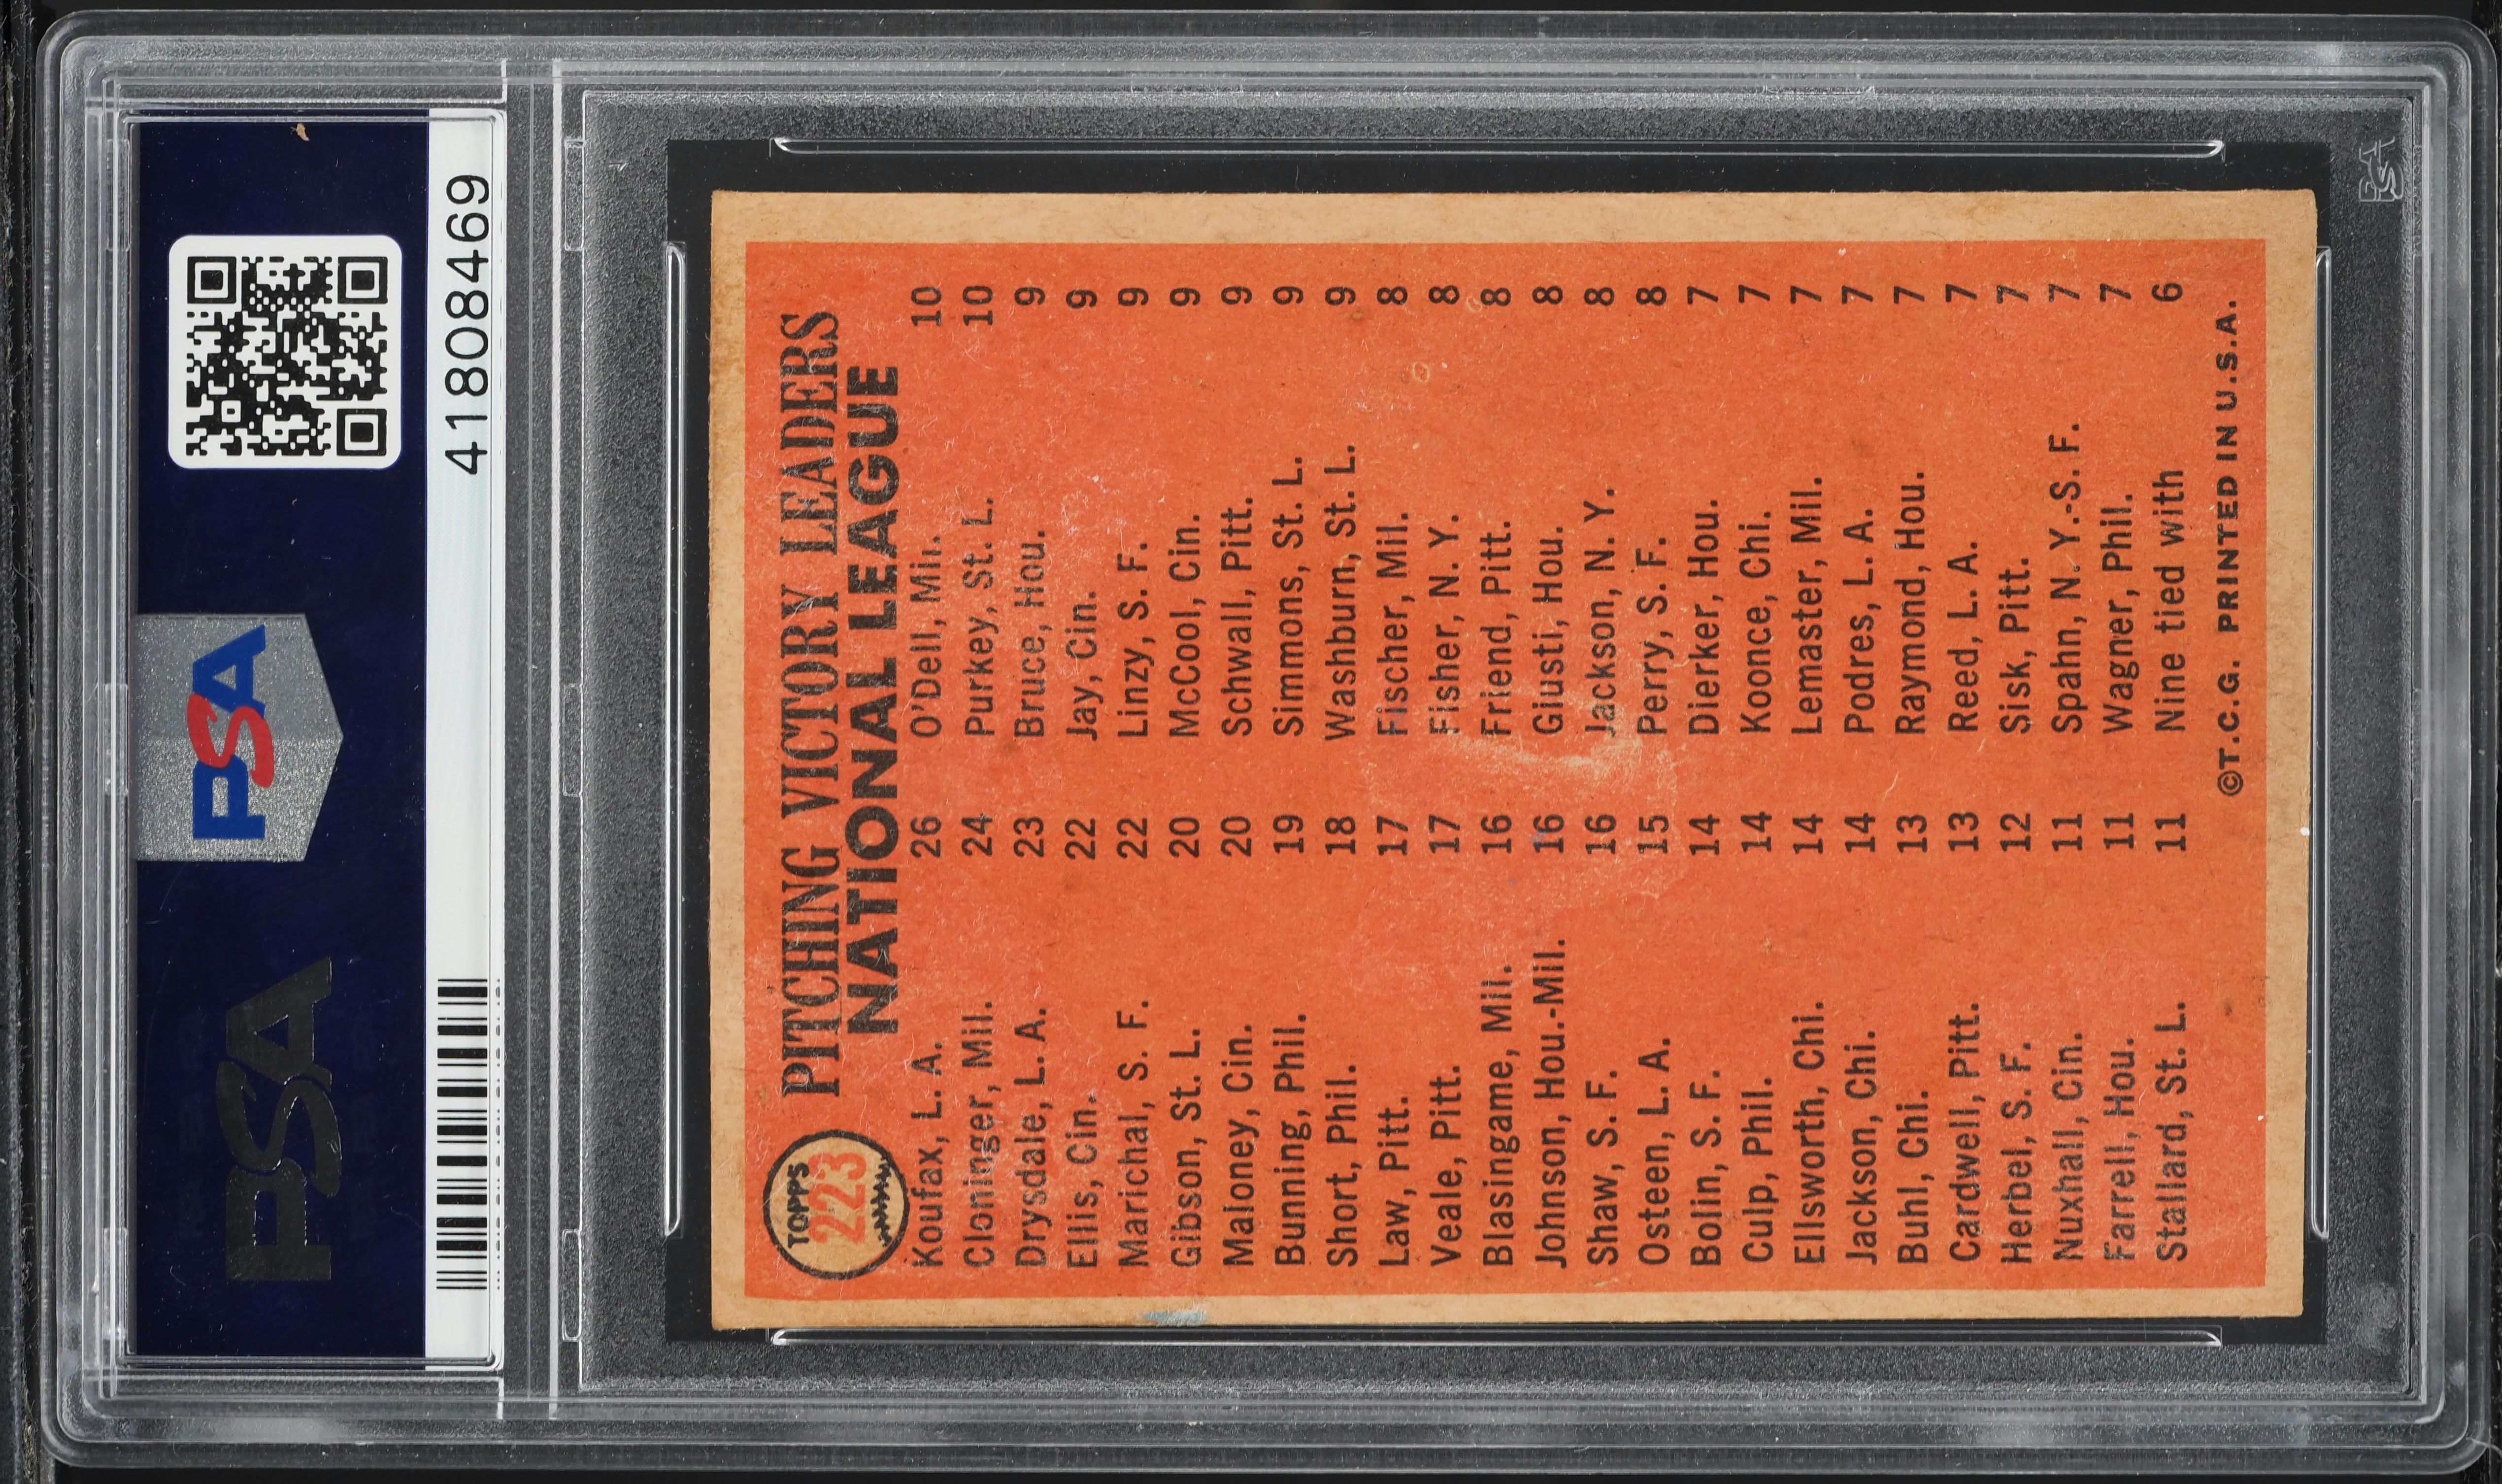 PSA
PSA
41808469
TOPPS
223
PITCHING VICTORY LEADERS
NATIONAL LEAGUE
Koufax, L. A. 26
Cloninger, Mil. 24
Drysdale, L. A. 23
Ellis, Cin. 22
Marichal, S. F. 22
Gibson, St. L. 20
Maloney, Cin. 20
Bunning, Phil. 19
Short, Phil. 18
Law, Pitt. 17
Veale, Pitt. 17
Blasingame, Mil. 16
Johnson, Hou.-Mil. 16
Shaw, S. F. 16
Osteen, L. A. 15
Bolin, S. F. 14
Culp, Phil. 14
Ellsworth, Chi. 14
Jackson, Chi. 14
Buhl, Chi. 13
Cardwell, Pitt. 13
Herbel, S. F. 12
Nuxhall, Cin. 11
Farrell, Hou. 11
Stallard, St. L. 11
O'Dell, Mil. 10
Purkey, St. L. 10
Bruce, Hou. 9
Jay, Cin. 9
Linzy, S. F. 9
McCool, Cin. 9
Schwall, Pitt. 9
Simmons, St. L. 9
Washburn, St. L. 9
Fischer, Mil. 8
Fisher, N. Y. 8
Friend, Pitt. 8
Giusti, Hou. 8
Jackson, N. Y. 8
Perry, S. F. 8
Dierker, Hou. 7
Koonce, Chi. 7
Lemaster, Mil. 7
Podres, L. A. 7
Raymond, Hou. 7
Reed, L. A. 7
Sisk, Pitt. 7
Spahn, N. Y.-S. F. 7
Wagner, Phil. 7
Nine tied with 6
©T.C.G. PRINTED IN U.S.A.
PSA